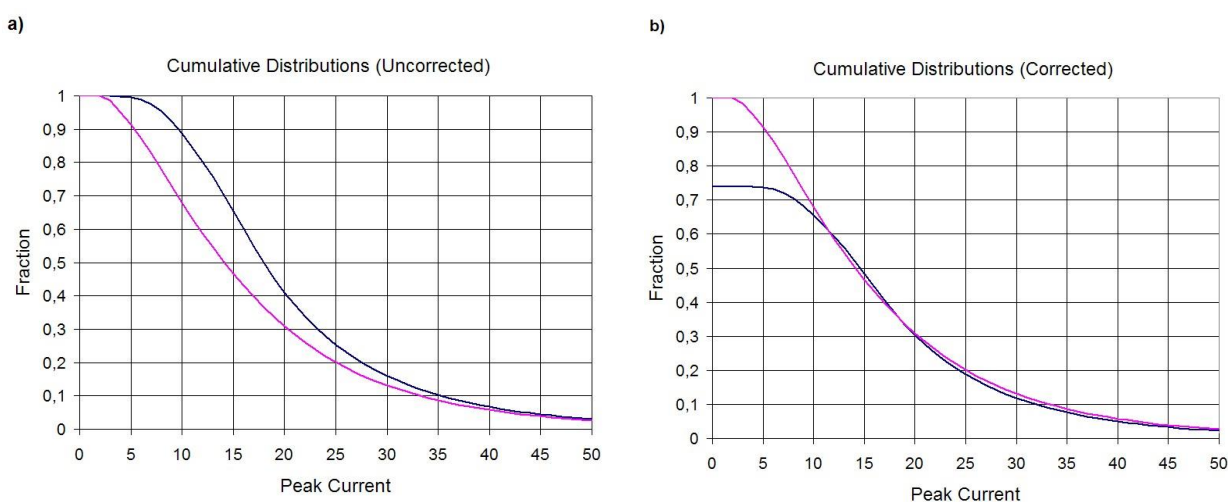 a)
Cumulative Distributions (Uncorrected)
1
0,9
0,8
0,7
0,6
0,5
0,4
0,3
0,2
0,1
0
Fraction
0 5 10 15 20 25 30 35 40 45 50
Peak Current
b)
Cumulative Distributions (Corrected)
1
0,9
0,8
0,7
0,6
0,5
0,4
0,3
0,2
0,1
0
Fraction
0 5 10 15 20 25 30 35 40 45 50
Peak Current